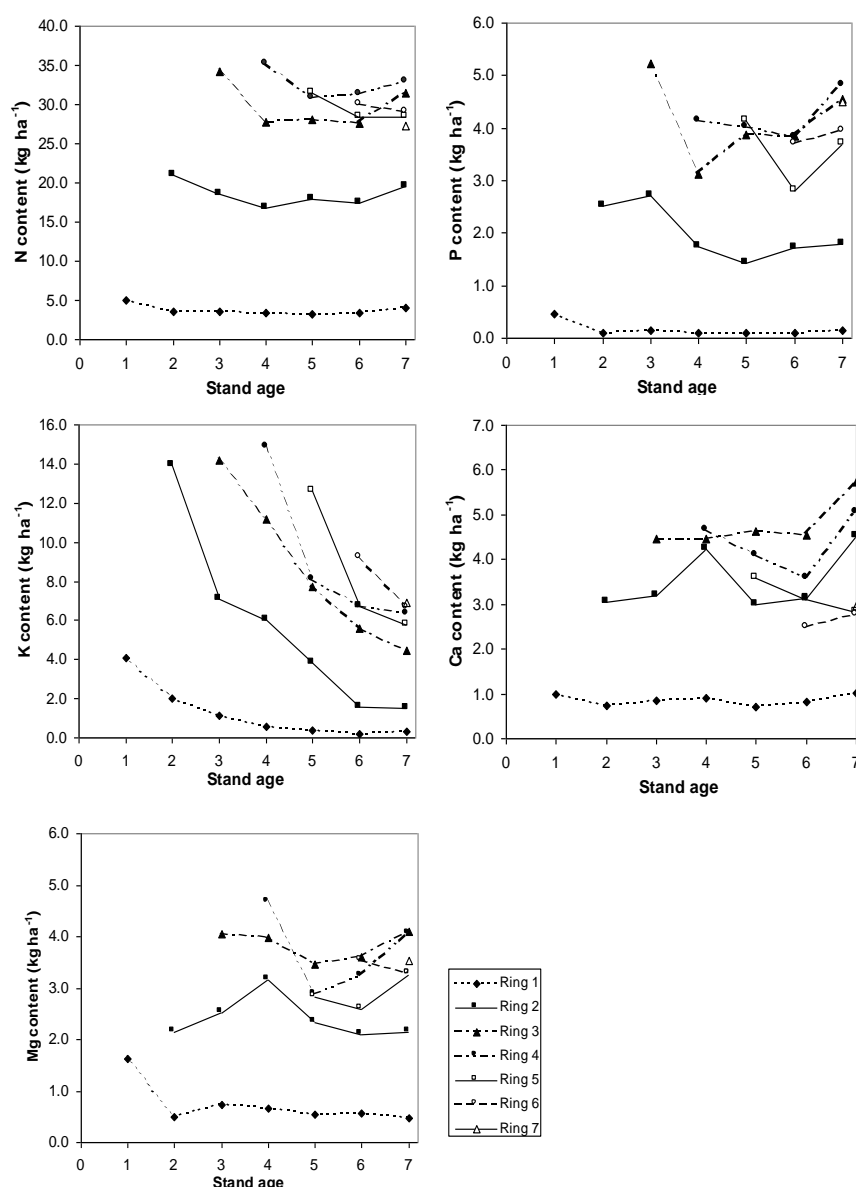 N content (kg ha⁻¹)
40.0
35.0
30.0
25.0
20.0
15.0
10.0
5.0
0.0
0 1 2 3 4 5 6 7
Stand age
P content (kg ha⁻¹)
6.0
5.0
4.0
3.0
2.0
1.0
0.0
0 1 2 3 4 5 6 7
Stand age
K content (kg ha⁻¹)
16.0
14.0
12.0
10.0
8.0
6.0
4.0
2.0
0.0
0 1 2 3 4 5 6 7
Stand age
Ca content (kg ha⁻¹)
7.0
6.0
5.0
4.0
3.0
2.0
1.0
0.0
0 1 2 3 4 5 6 7
Stand age
Mg content (kg ha⁻¹)
6.0
5.0
4.0
3.0
2.0
1.0
0.0
0 1 2 3 4 5 6 7
Stand age
Ring 1
Ring 2
Ring 3
Ring 4
Ring 5
Ring 6
Ring 7